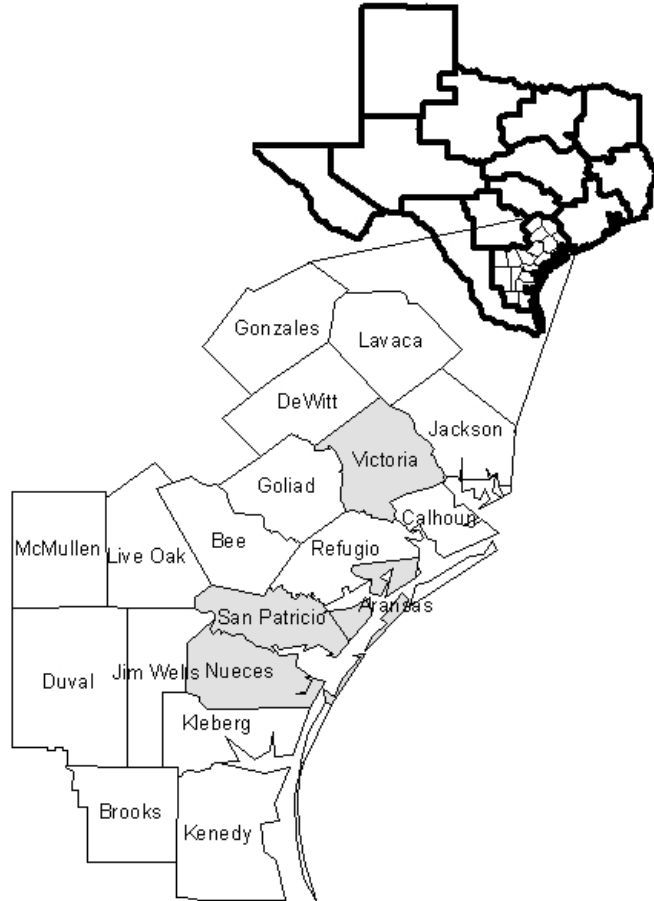 Gonzales
Lavaca
DeWitt
Jackson
Victoria
Goliad
Calhoun
McMullen
Live Oak
Bee
Refugio
Aransas
San Patricio
Duval
Jim Wells
Nueces
Kleberg
Brooks
Kenedy